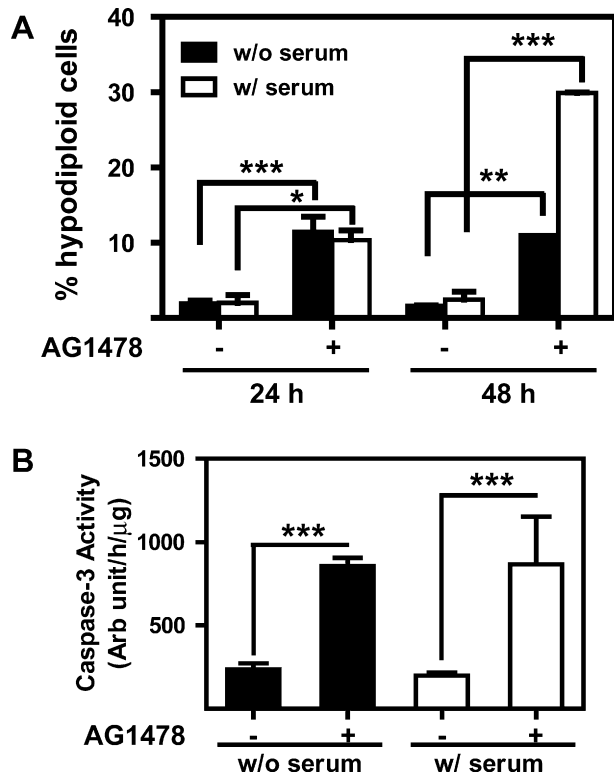 A
40
30
20
10
% hypodiploid cells
w/o serum
w/ serum
***
*
**
***
AG1478 - + - +
24 h 48 h
B
1500
1000
500
Caspase-3 Activity
(Arb unit/h/μg)
***
***
AG1478 - + - +
w/o serum w/ serum